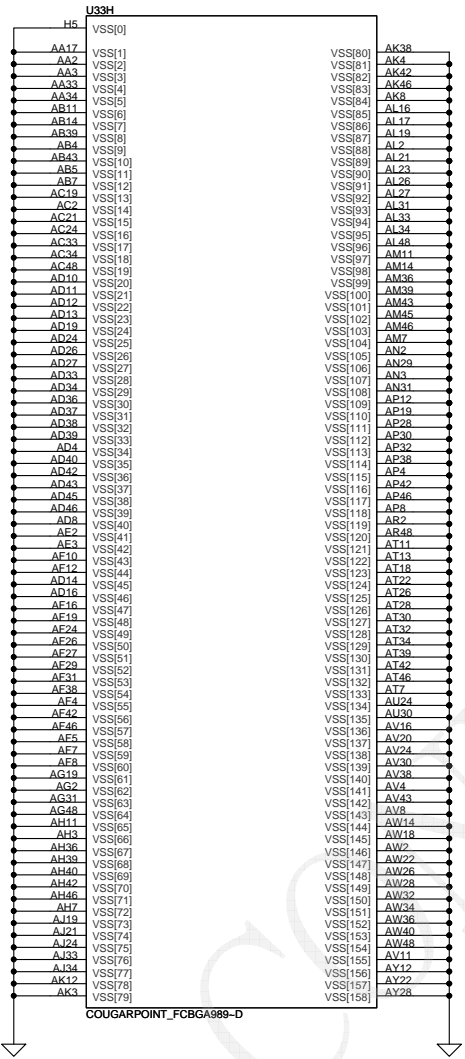 U33H
H5 VSS[0]
AA17 VSS[1] VSS[80] AK38
AA2 VSS[2] VSS[81] AK4
AA3 VSS[3] VSS[82] AK42
AA33 VSS[4] VSS[83] AK46
AA34 VSS[5] VSS[84] AK8
AB11 VSS[6] VSS[85] AL16
AB14 VSS[7] VSS[86] AL17
AB39 VSS[8] VSS[87] AL19
AB4 VSS[9] VSS[88] AL2
AB43 VSS[10] VSS[89] AL21
AB5 VSS[11] VSS[90] AL23
AB7 VSS[12] VSS[91] AL26
AC19 VSS[13] VSS[92] AL27
AC2 VSS[14] VSS[93] AL31
AC21 VSS[15] VSS[94] AL33
AC24 VSS[16] VSS[95] AL34
AC33 VSS[17] VSS[96] AL48
AC34 VSS[18] VSS[97] AM11
AC48 VSS[19] VSS[98] AM14
AD10 VSS[20] VSS[99] AM36
AD11 VSS[21] VSS[100] AM39
AD12 VSS[22] VSS[101] AM43
AD13 VSS[23] VSS[102] AM45
AD19 VSS[24] VSS[103] AM46
AD24 VSS[25] VSS[104] AM7
AD26 VSS[26] VSS[105] AN2
AD27 VSS[27] VSS[106] AN29
AD33 VSS[28] VSS[107] AN3
AD34 VSS[29] VSS[108] AN31
AD36 VSS[30] VSS[109] AP12
AD37 VSS[31] VSS[110] AP19
AD38 VSS[32] VSS[111] AP28
AD39 VSS[33] VSS[112] AP30
AD4 VSS[34] VSS[113] AP32
AD40 VSS[35] VSS[114] AP38
AD42 VSS[36] VSS[115] AP4
AD43 VSS[37] VSS[116] AP42
AD45 VSS[38] VSS[117] AP46
AD46 VSS[39] VSS[118] AP8
AD8 VSS[40] VSS[119] AR2
AE2 VSS[41] VSS[120] AR48
AE3 VSS[42] VSS[121] AT11
AF10 VSS[43] VSS[122] AT13
AF12 VSS[44] VSS[123] AT18
AD14 VSS[45] VSS[124] AT22
AD16 VSS[46] VSS[125] AT26
AF16 VSS[47] VSS[126] AT28
AF19 VSS[48] VSS[127] AT30
AF24 VSS[49] VSS[128] AT32
AF26 VSS[50] VSS[129] AT34
AF27 VSS[51] VSS[130] AT39
AF29 VSS[52] VSS[131] AT42
AF31 VSS[53] VSS[132] AT46
AF38 VSS[54] VSS[133] AT7
AF4 VSS[55] VSS[134] AU24
AF42 VSS[56] VSS[135] AU30
AF46 VSS[57] VSS[136] AV16
AF5 VSS[58] VSS[137] AV20
AF7 VSS[59] VSS[138] AV24
AF8 VSS[60] VSS[139] AV30
AG19 VSS[61] VSS[140] AV38
AG2 VSS[62] VSS[141] AV4
AG31 VSS[63] VSS[142] AV43
AG48 VSS[64] VSS[143] AV8
AH11 VSS[65] VSS[144] AW14
AH3 VSS[66] VSS[145] AW18
AH36 VSS[67] VSS[146] AW2
AH39 VSS[68] VSS[147] AW22
AH40 VSS[69] VSS[148] AW26
AH42 VSS[70] VSS[149] AW28
AH46 VSS[71] VSS[150] AW32
AH7 VSS[72] VSS[151] AW34
AJ19 VSS[73] VSS[152] AW36
AJ21 VSS[74] VSS[153] AW40
AJ24 VSS[75] VSS[154] AW48
AJ33 VSS[76] VSS[155] AV11
AJ34 VSS[77] VSS[156] AY12
AK12 VSS[78] VSS[157] AY22
AK3 VSS[79] VSS[158] AY28
COUGARPOINT_FCBGA989~D